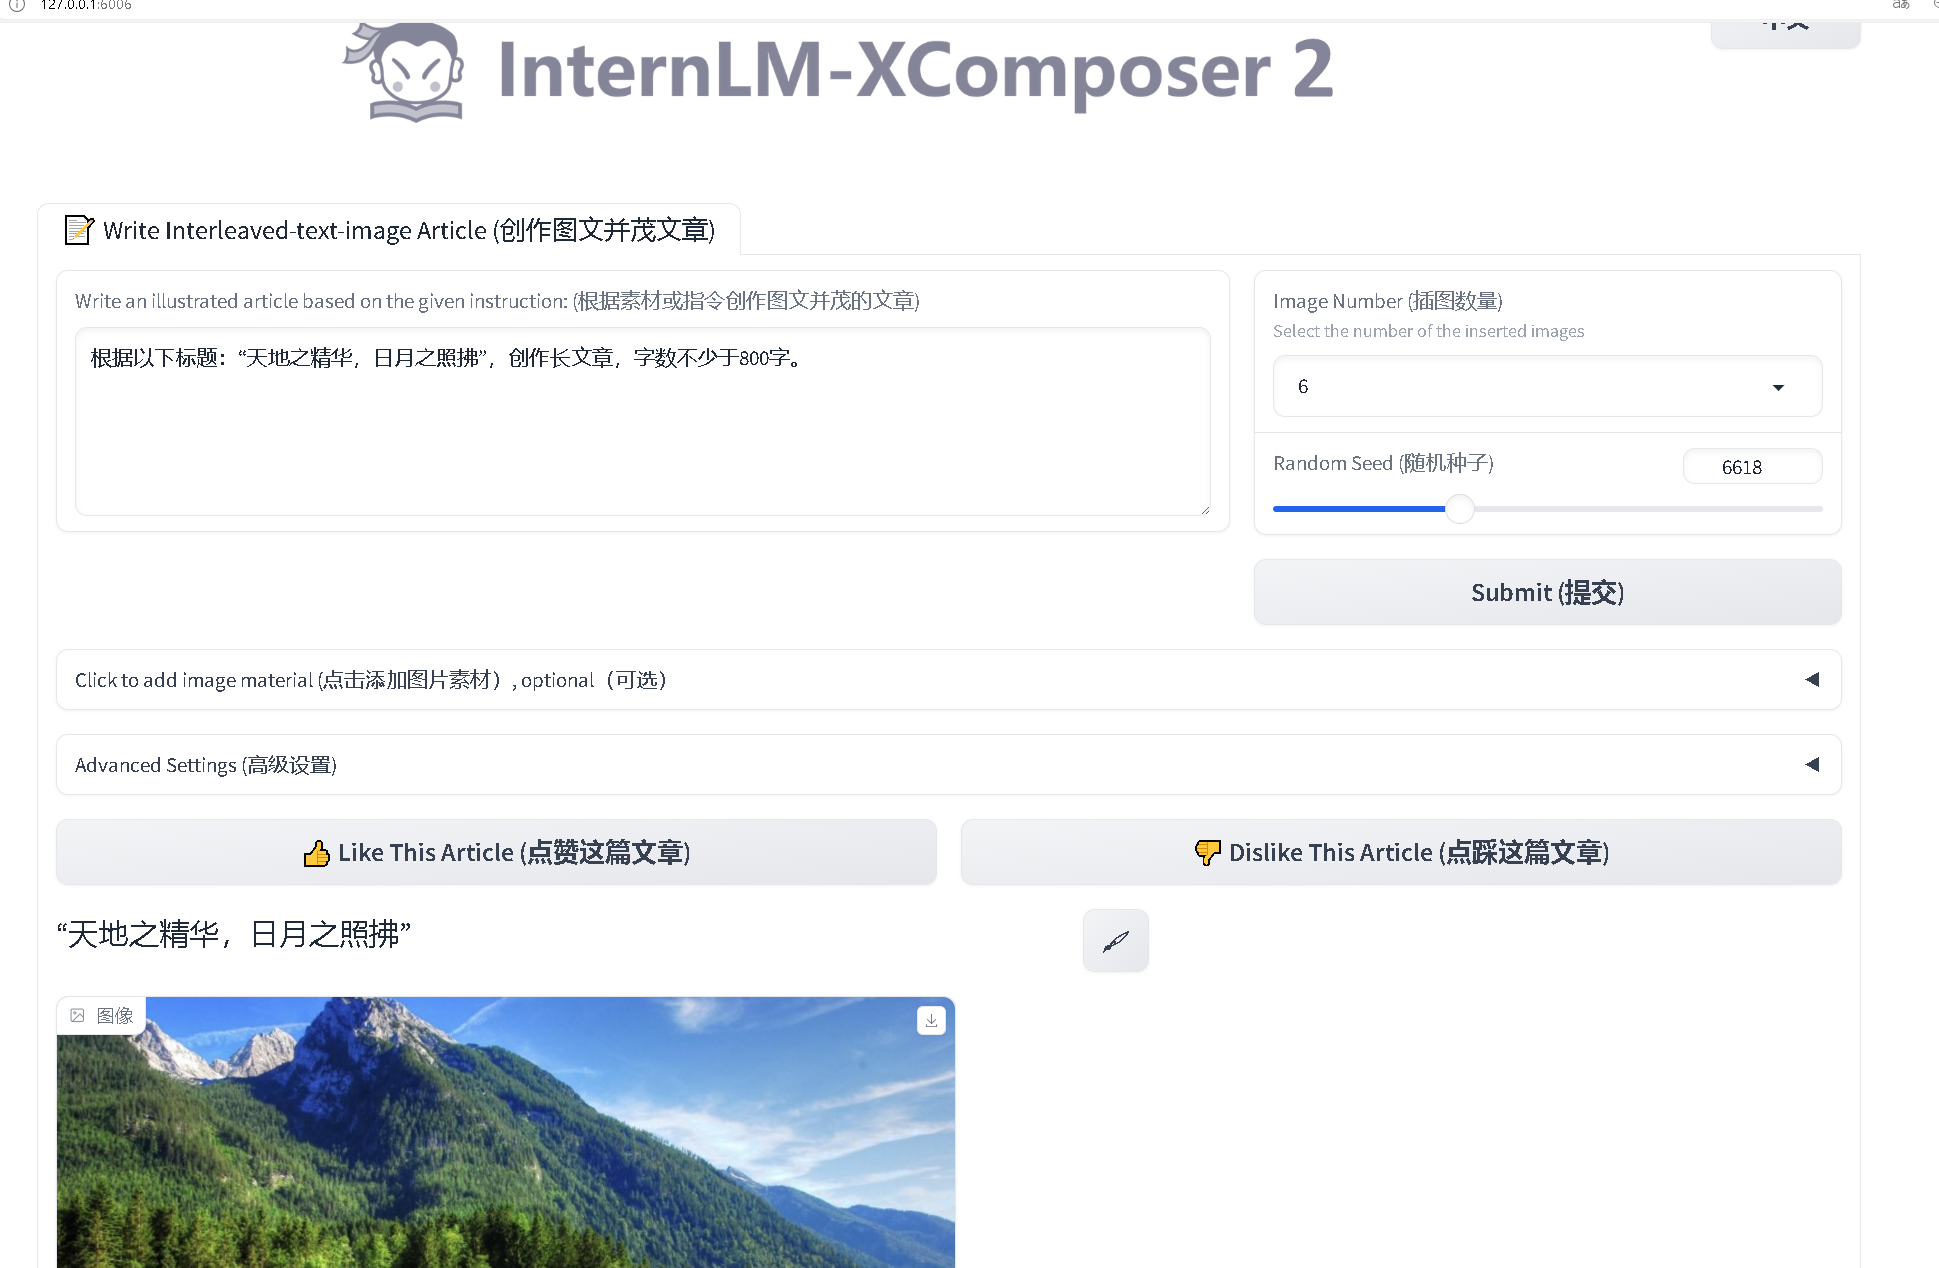 127.0.0.1:6006
InternLM-XComposer 2
Write Interleaved-text-image Article (创作图文并茂文章)
Write an illustrated article based on the given instruction: (根据素材或指令创作图文并茂的文章)
根据以下标题：“天地之精华，日月之照拂”，创作长文章，字数不少于800字。
Image Number (插图数量)
Select the number of the inserted images
6
Random Seed (随机种子)
6618
Submit (提交)
Click to add image material (点击添加图片素材）, optional（可选）
Advanced Settings (高级设置)
Like This Article (点赞这篇文章)
Dislike This Article (点踩这篇文章)
“天地之精华，日月之照拂”
图像